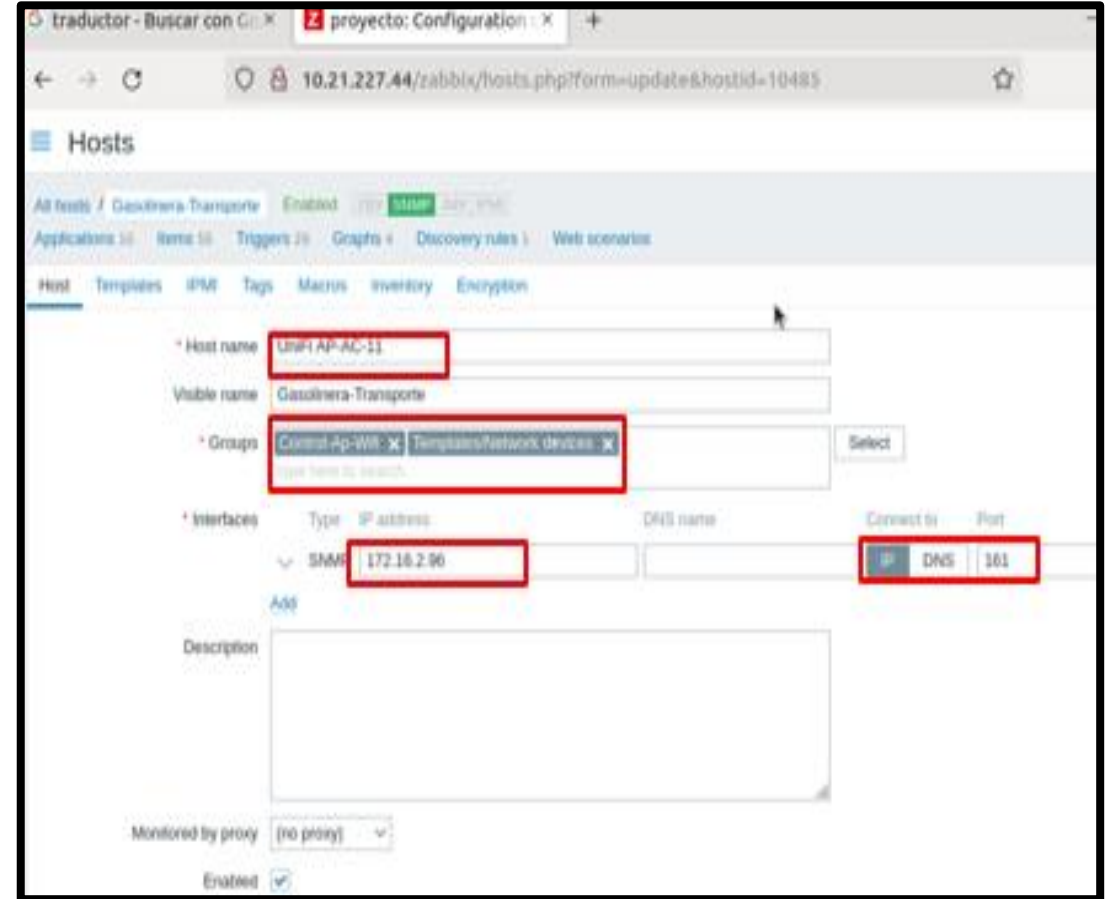 traductor - Buscar con G
Z proyecto: Configuration
10.21.227.44/zabbix/hosts.php?form=update&hostid=10485
Hosts
All hosts / Gasolinera-Transporte Enabled SNMP
Applications Items Triggers Graphs 4 Discovery rules 1 Web scenarios
Host Templates IPMI Tags Macros Inventory Encryption
* Host name UniFi AP-AC-11
Visible name Gasolinera-Transporte
* Groups Control-Ap-Wifi Templates/Network devices Select
type here to search
* Interfaces Type IP address DNS name Connect to Port
SNMP 172.16.2.96 IP DNS 161
Add
Description
Monitored by proxy (no proxy)
Enabled